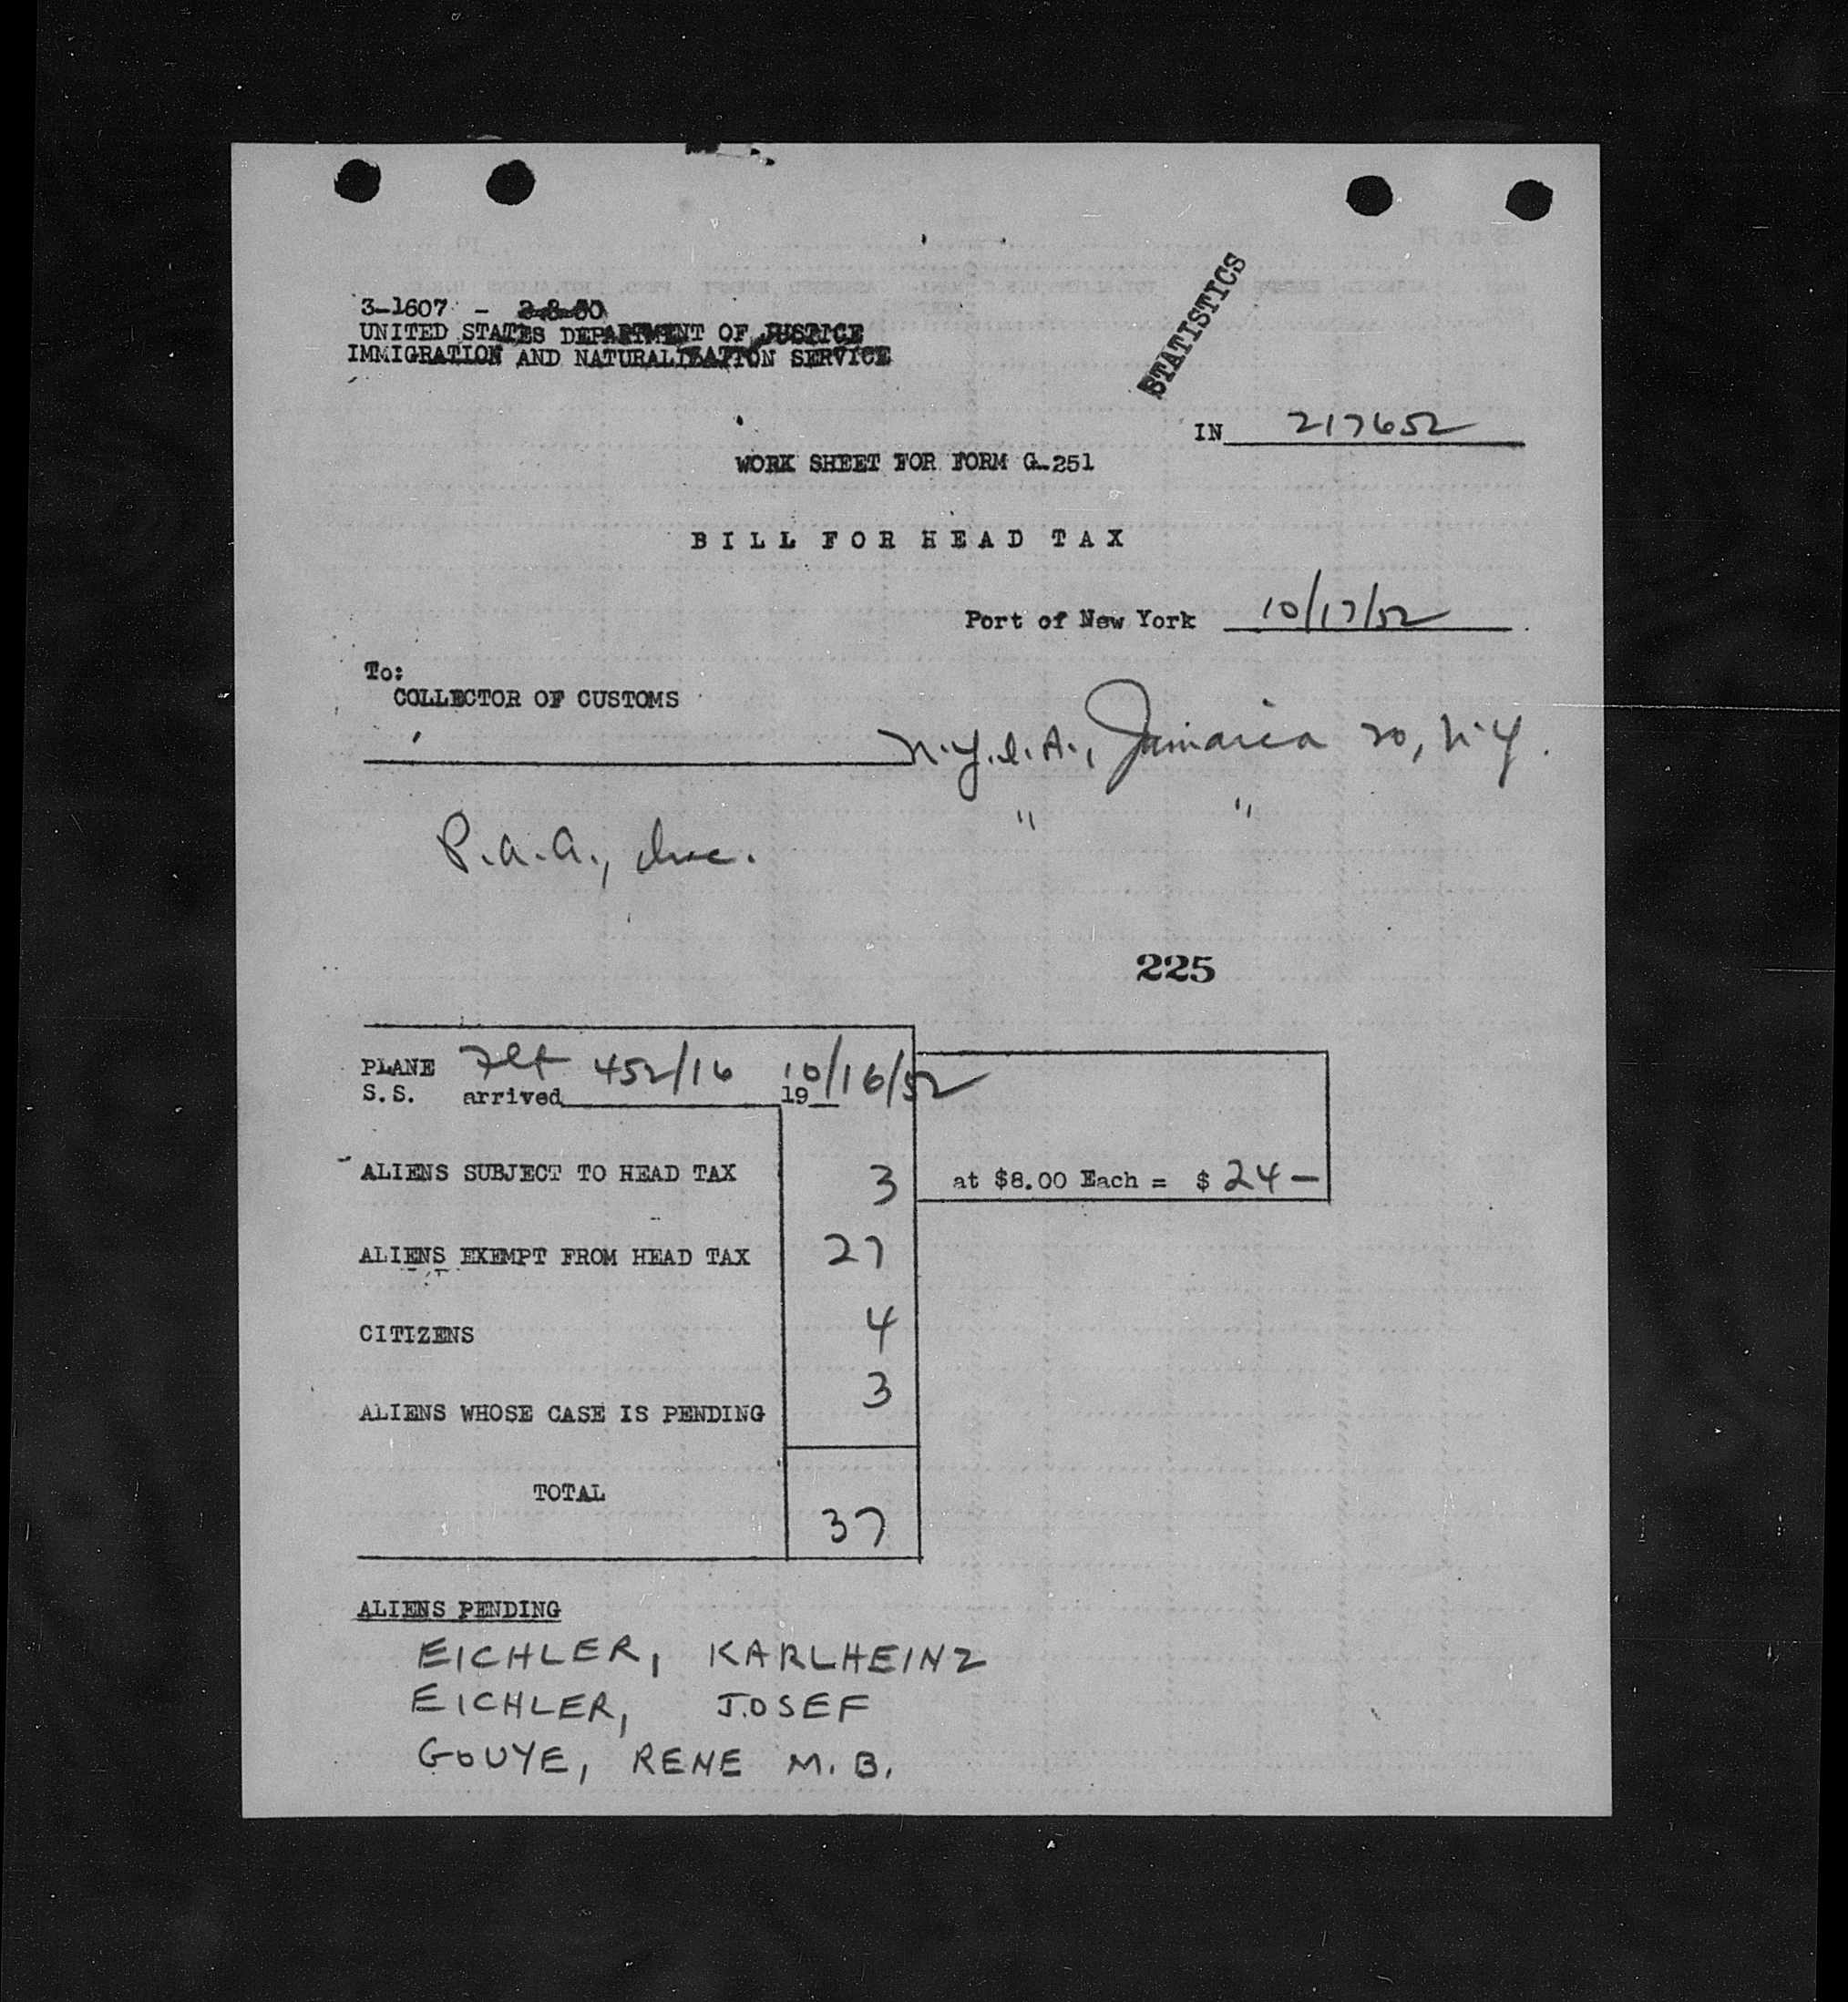 3-1607 - 2-8-50
UNITED STATES DEPARTMENT OF JUSTICE
IMMIGRATION AND NATURALIZATION SERVICE
STATISTICS
IN 217652
WORK SHEET FOR FORM G-251
BILL FOR HEAD TAX
Port of New York 10/17/52
To:
COLLECTOR OF CUSTOMS
N.Y.I.A., Jamaica 20, N.Y.
P.A.A., Inc. " "
225
PLANE Flt 452/16 10/16/52
S.S. arrived 19
ALIENS SUBJECT TO HEAD TAX 3 at $8.00 Each = $ 24 —
ALIENS EXEMPT FROM HEAD TAX 27
CITIZENS 4
ALIENS WHOSE CASE IS PENDING 3
TOTAL 37
ALIENS PENDING
EICHLER, KARLHEINZ
EICHLER, JOSEF
GOUYE, RENE M. B.